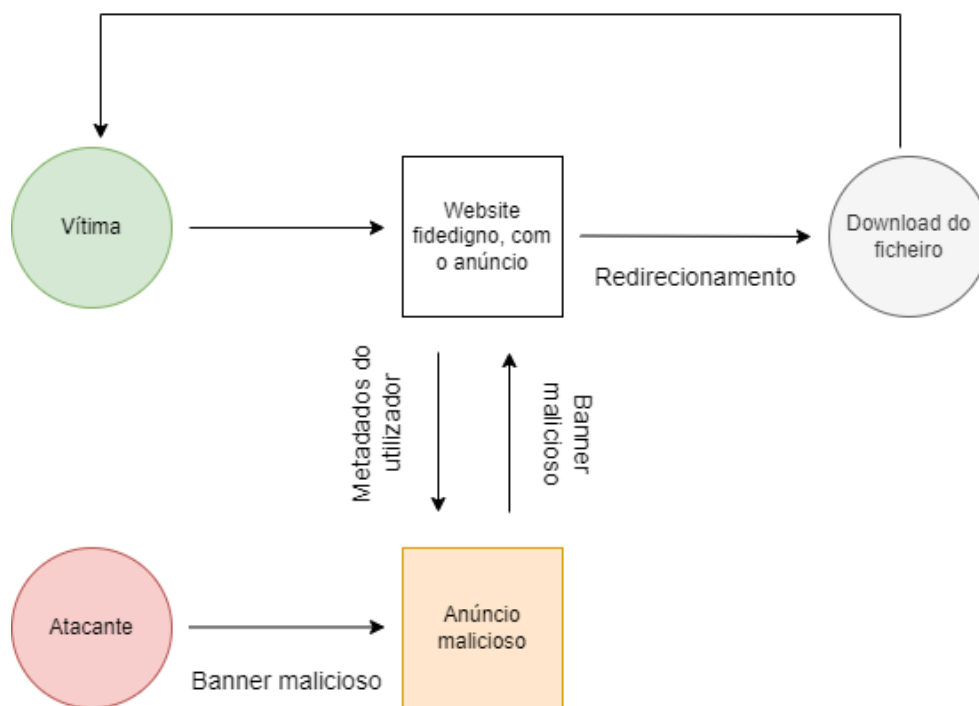 Vítima
Website
fidedigno, com
o anúncio
Download do
ficheiro
Redirecionamento
Metadados do
utilizador
Banner
malicioso
Atacante
Anúncio
malicioso
Banner malicioso